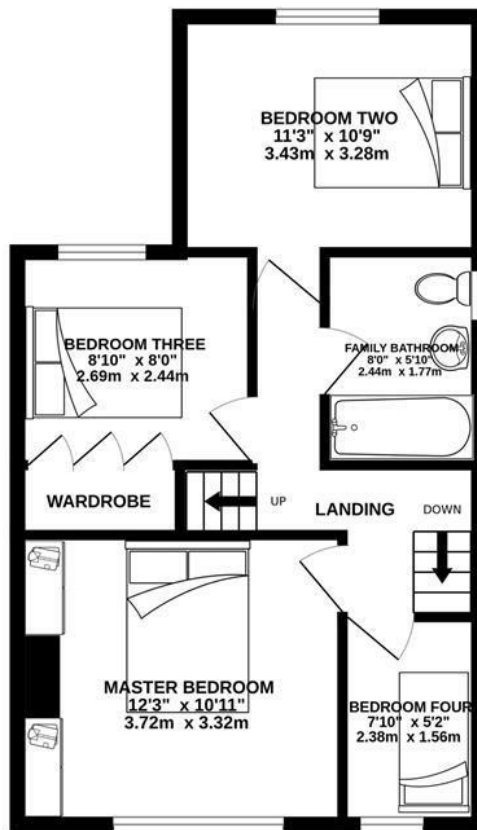 BEDROOM TWO
11'3" x 10'9"
3.43m x 3.28m
BEDROOM THREE
8'10" x 8'0"
2.69m x 2.44m
FAMILY BATHROOM
8'0" x 5'10"
2.44m x 1.77m
WARDROBE
UP
LANDING
DOWN
MASTER BEDROOM
12'3" x 10'11"
3.72m x 3.32m
BEDROOM FOUR
7'10" x 5'2"
2.38m x 1.56m